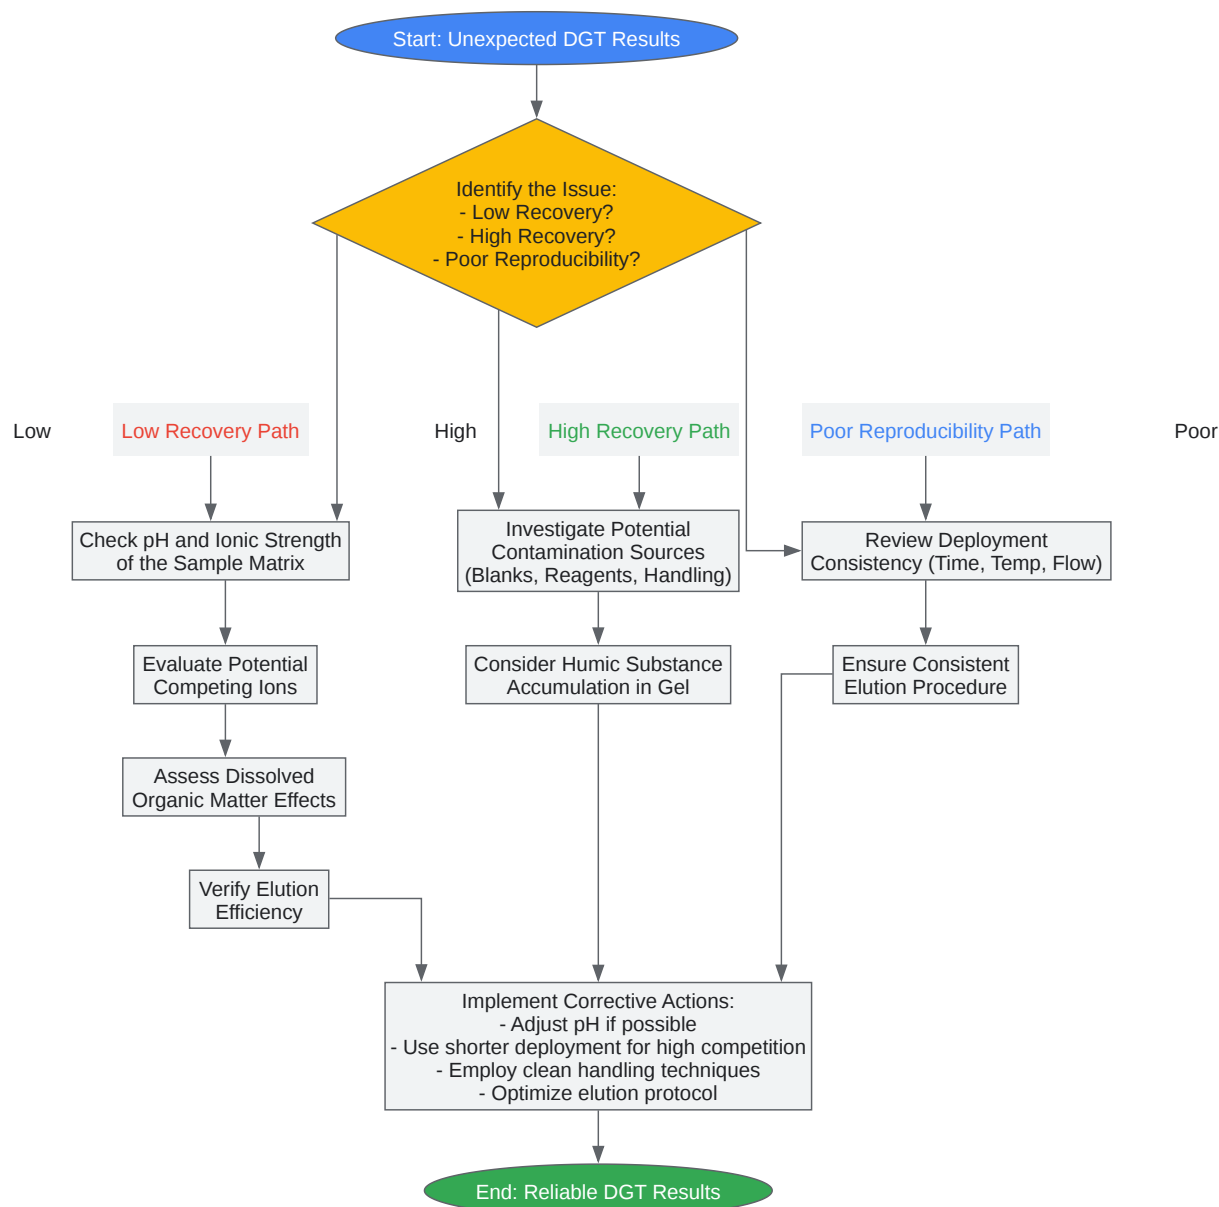 Start: Unexpected DGT Results
Identify the Issue:
- Low Recovery?
- High Recovery?
- Poor Reproducibility?
Low
Low Recovery Path
High
High Recovery Path
Poor Reproducibility Path
Poor
Check pH and Ionic Strength
of the Sample Matrix
Investigate Potential
Contamination Sources
(Blanks, Reagents, Handling)
Review Deployment
Consistency (Time, Temp, Flow)
Evaluate Potential
Competing Ions
Consider Humic Substance
Accumulation in Gel
Ensure Consistent
Elution Procedure
Assess Dissolved
Organic Matter Effects
Verify Elution
Efficiency
Implement Corrective Actions:
- Adjust pH if possible
- Use shorter deployment for high competition
- Employ clean handling techniques
- Optimize elution protocol
End: Reliable DGT Results